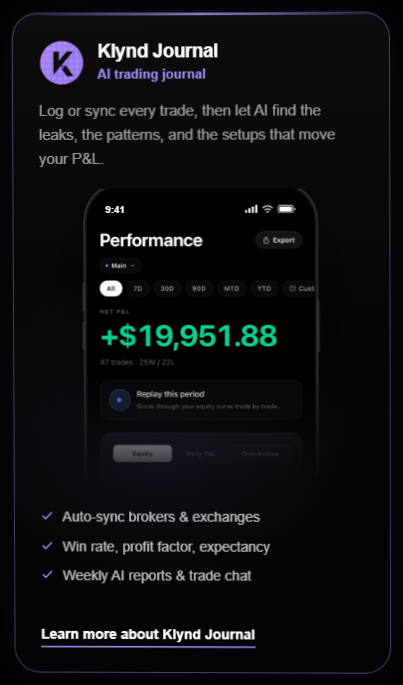 Klynd Journal
AI trading journal
Log or sync every trade, then let AI find the
leaks, the patterns, and the setups that move
your P&L.
9:41
Performance
Export
Main
All 7D 30D 90D MTD YTD Cust
NET P&L
+$19,951.88
47 trades · 25W / 22L
Replay this period
Scrub through your equity curve trade by trade.
Equity Daily P&L Distribution
Auto-sync brokers & exchanges
Win rate, profit factor, expectancy
Weekly AI reports & trade chat
Learn more about Klynd Journal